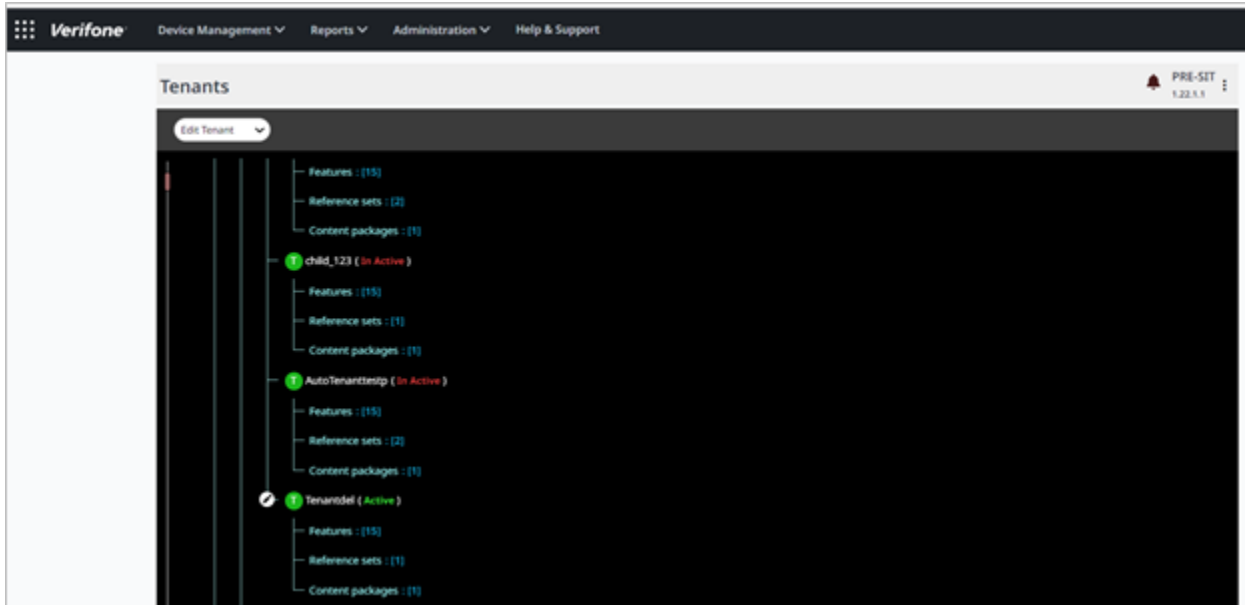 Verifone Device Management Reports Administration Help & Support
Tenants
PRE-SIT
1.22.1.1
Edit Tenant
Features : [15]
Reference sets : [2]
Content packages : [1]
T child_123 ( In Active )
Features : [15]
Reference sets : [1]
Content packages : [1]
T AutoTenanttestp ( In Active )
Features : [15]
Reference sets : [2]
Content packages : [1]
T Tenantdel ( Active )
Features : [15]
Reference sets : [1]
Content packages : [1]